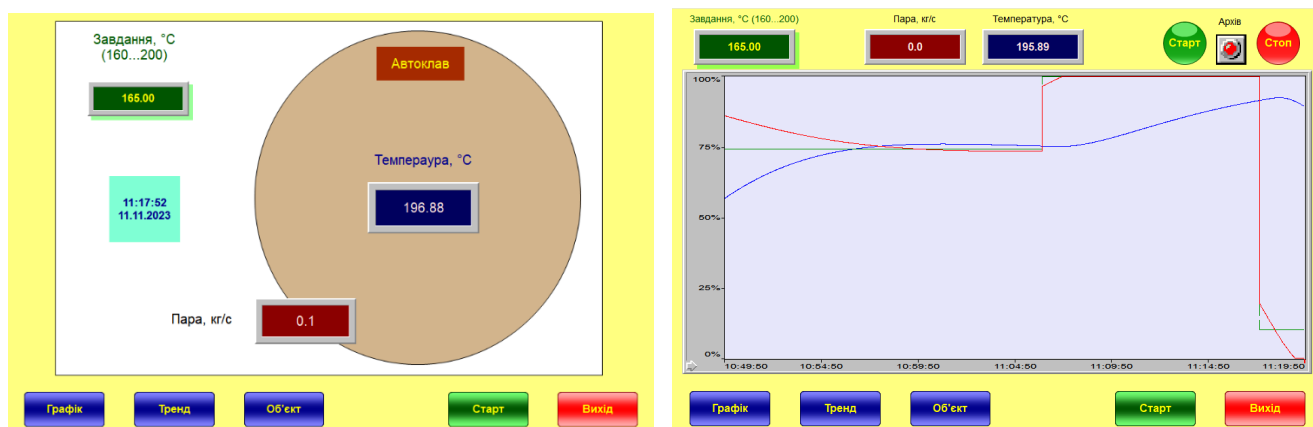 Завдання, °C
(160...200)
165.00
Автоклав
Темпераура, °C
196.88
11:17:52
11.11.2023
Пара, кг/с
0.1
Графік
Тренд
Об'єкт
Старт
Вихід
Завдання, °C (160...200)
Пара, кг/с
Температура, °C
Архів
165.00
0.0
195.89
Старт
Стоп
100%
75%
50%
25%
0%
10:49:50
10:54:50
10:59:50
11:04:50
11:09:50
11:14:50
11:19:50
Графік
Тренд
Об'єкт
Старт
Вихід